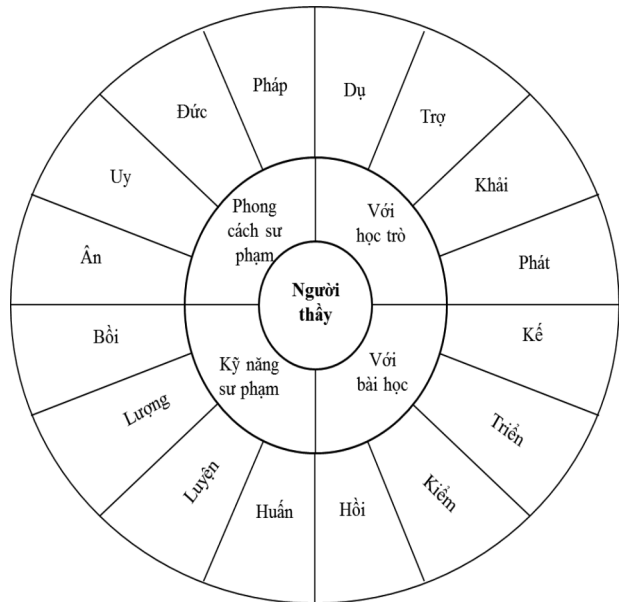 Pháp
Dụ
Đức
Trợ
Uy
Khải
Ân
Phát
Phong
cách sư
phạm
Với
học trò
Người
thầy
Bồi
Kế
Kỹ năng
sư phạm
Với
bài học
Lượng
Triển
Luyện
Kiểm
Huấn
Hồi